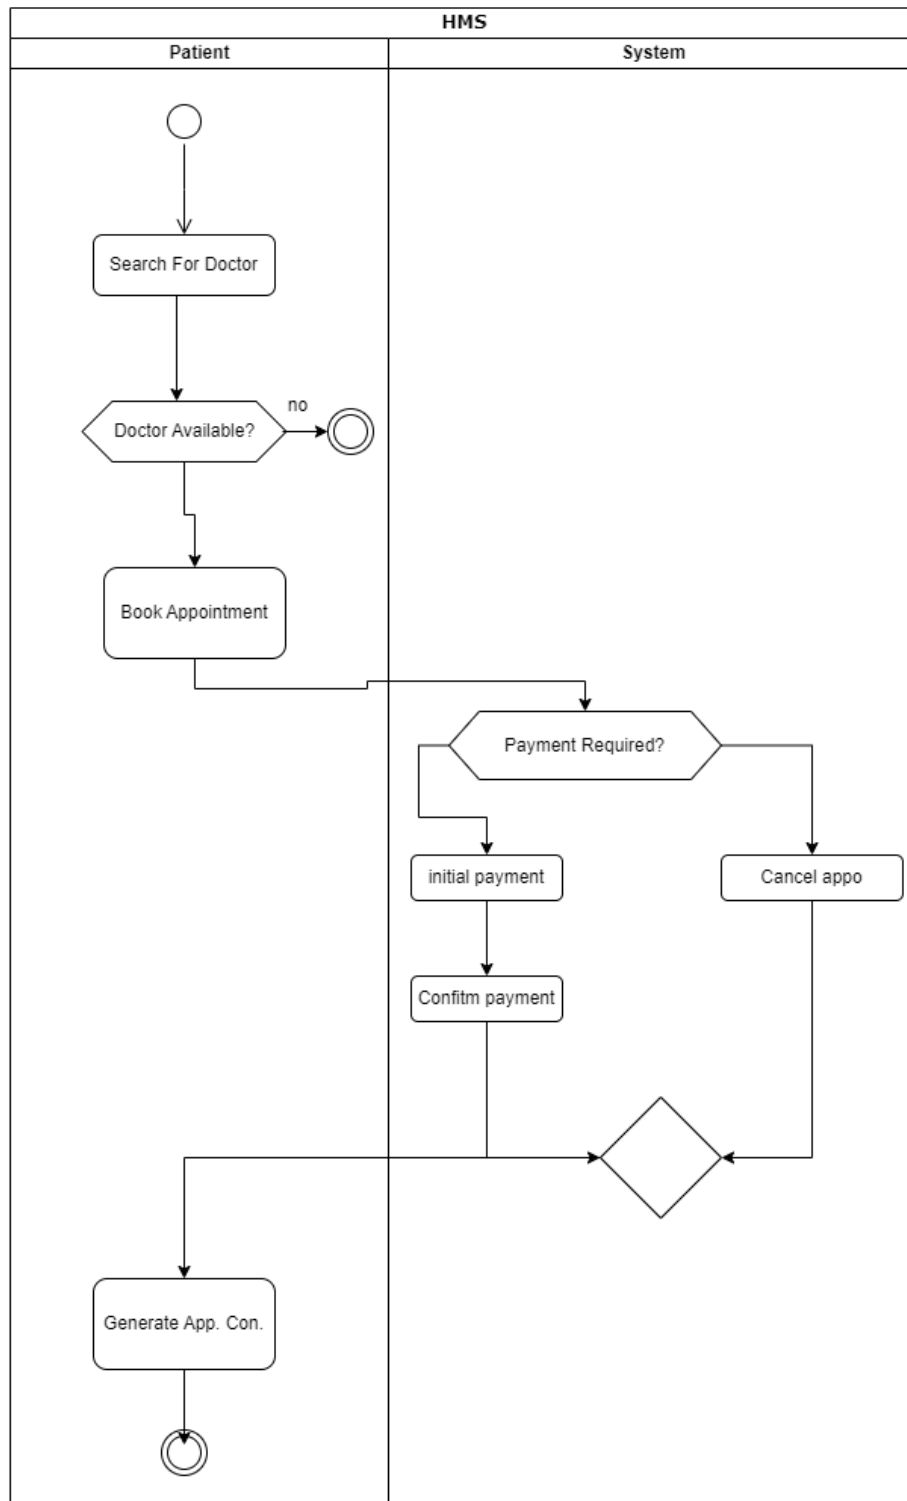 HMS
Patient
System
Search For Doctor
no
Doctor Available?
Book Appointment
Payment Required?
initial payment
Cancel appo
Confitm payment
Generate App. Con.